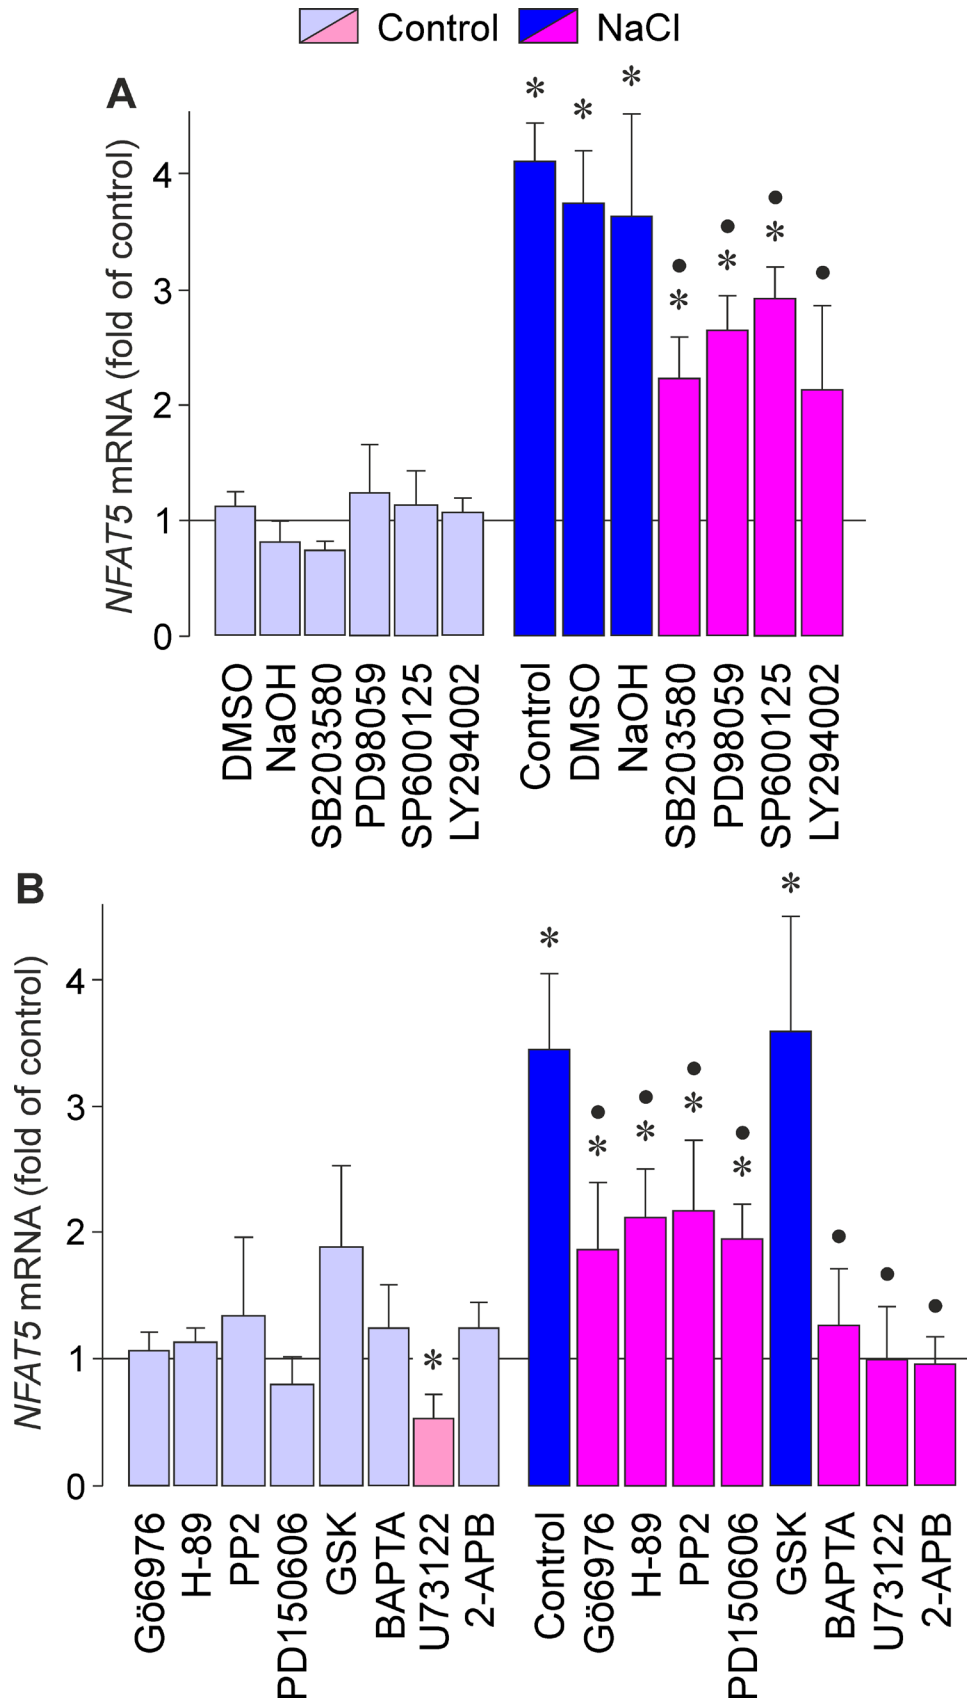 Control NaCl
A
NFAT5 mRNA (fold of control)
4
3
2
1
0
* * * • * • * • * •
DMSO
NaOH
SB203580
PD98059
SP600125
LY294002
Control
DMSO
NaOH
SB203580
PD98059
SP600125
LY294002
B
NFAT5 mRNA (fold of control)
4
3
2
1
0
* * • * • * • * • * * • • •
Gö6976
H-89
PP2
PD150606
GSK
BAPTA
U73122
2-APB
Control
Gö6976
H-89
PP2
PD150606
GSK
BAPTA
U73122
2-APB